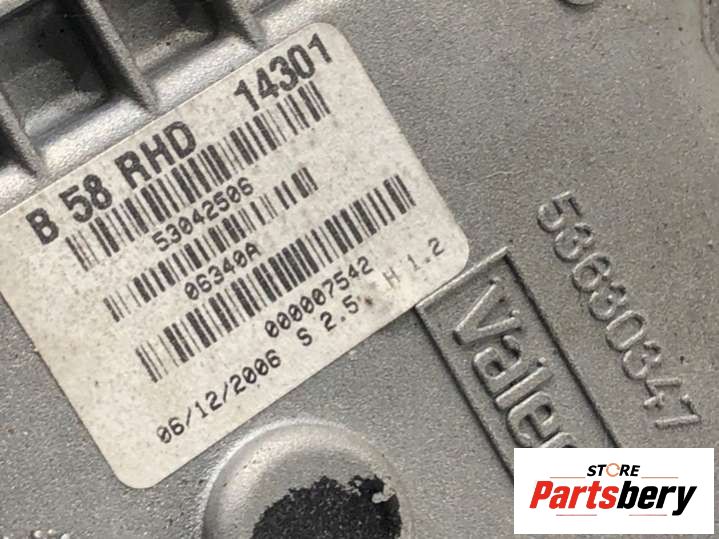 B 58 RHD 14301
53042506
06340A
000007542
06/12/2006 S 2.5 H 1.2
53630347
Valeo
STORE
Partsbery